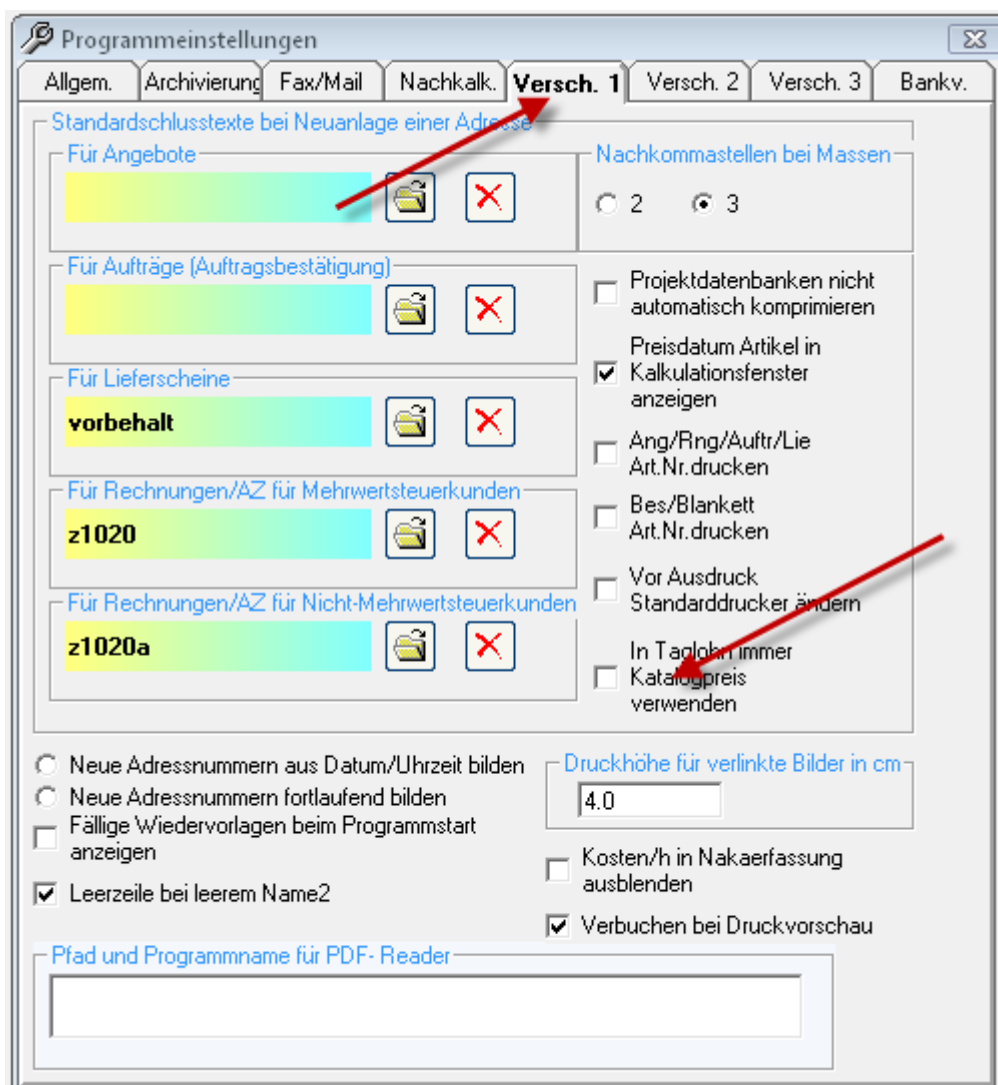 Programmeinstellungen
Allgem. Archivierung Fax/Mail Nachkalk. Versch. 1 Versch. 2 Versch. 3 Bankv.
Standardschlusstexte bei Neuanlage einer Adresse
Für Angebote
Nachkommastellen bei Massen
2 3
Für Aufträge (Auftragsbestätigung)
Projektdatenbanken nicht
automatisch komprimieren
Preisdatum Artikel in
Kalkulationsfenster
anzeigen
Für Lieferscheine
vorbehalt
Ang/Rng/Auftr/Lie
Art.Nr.drucken
Für Rechnungen/AZ für Mehrwertsteuerkunden
z1020
Bes/Blankett
Art.Nr.drucken
Vor Ausdruck
Standarddrucker ändern
Für Rechnungen/AZ für Nicht-Mehrwertsteuerkunden
z1020a
In Taglohn immer
Katalogpreis
verwenden
Neue Adressnummern aus Datum/Uhrzeit bilden
Neue Adressnummern fortlaufend bilden
Fällige Wiedervorlagen beim Programmstart
anzeigen
Leerzeile bei leerem Name2
Druckhöhe für verlinkte Bilder in cm
4.0
Kosten/h in Nakaerfassung
ausblenden
Verbuchen bei Druckvorschau
Pfad und Programmname für PDF- Reader